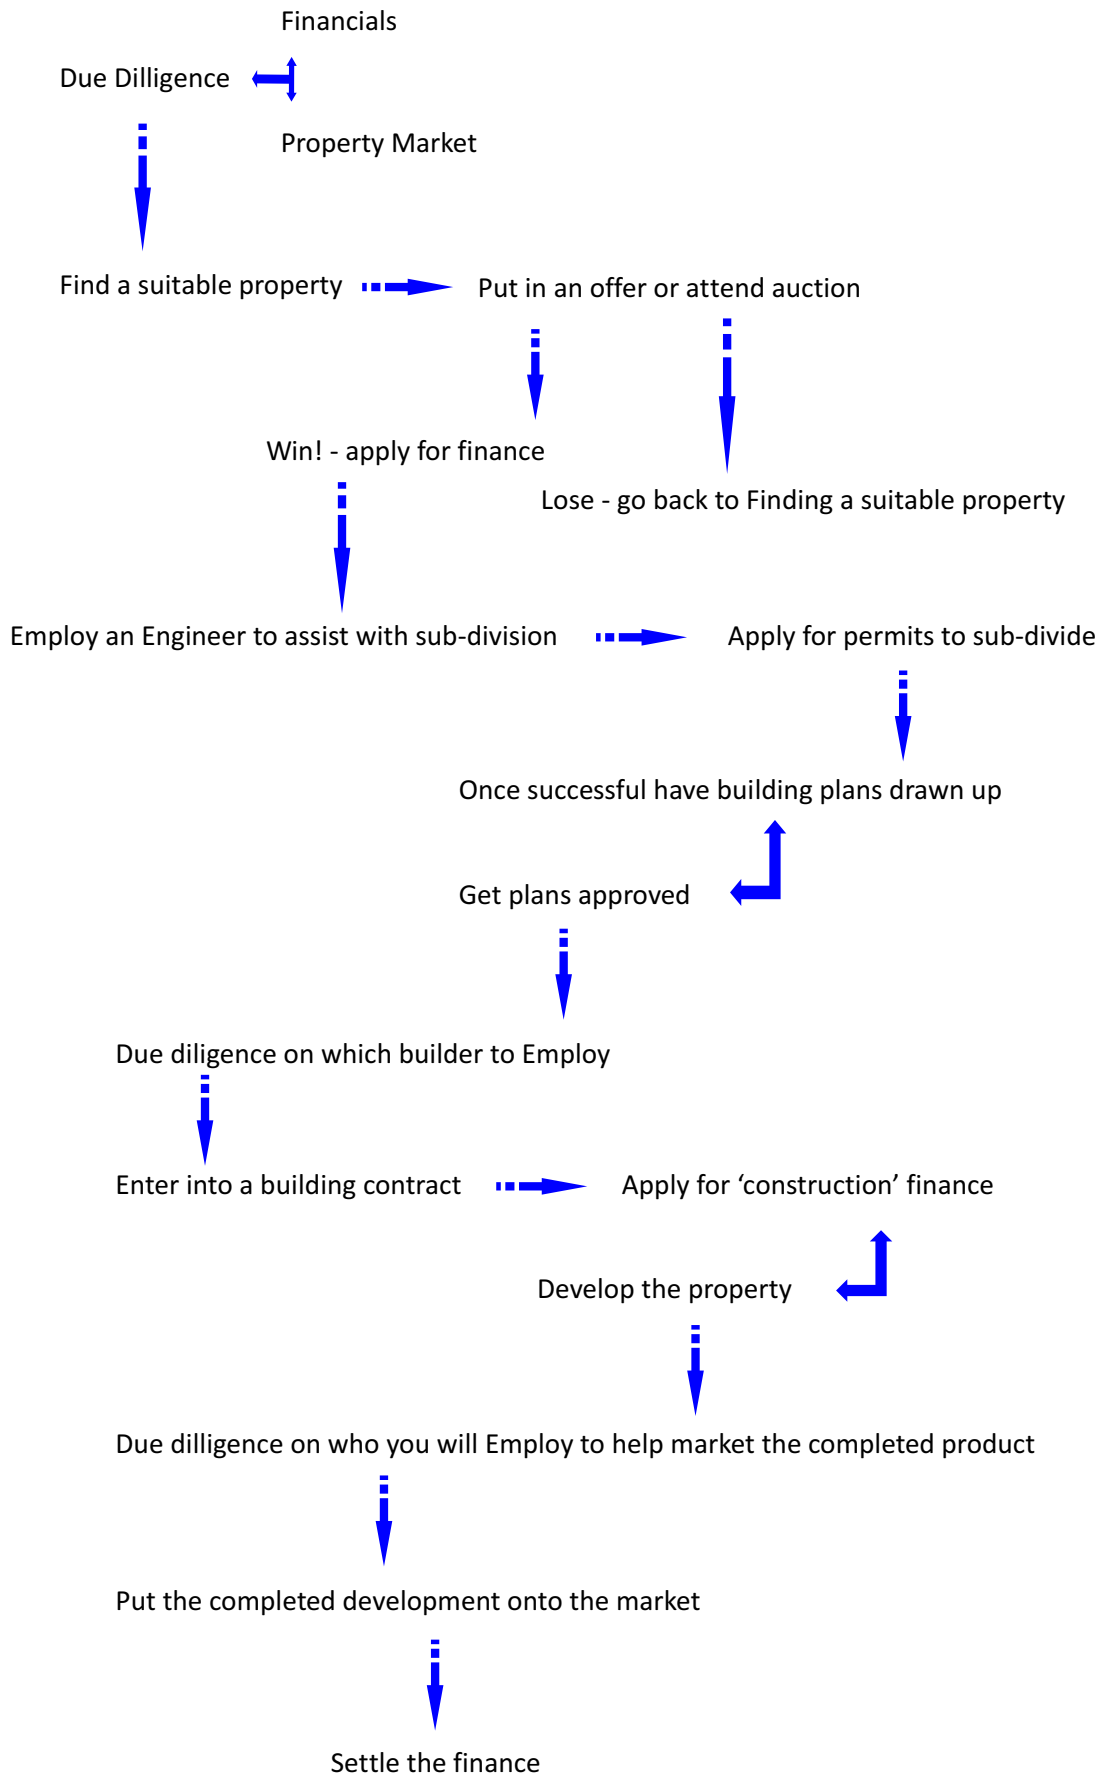 Financials
Due Dilligence
Property Market
Find a suitable property
Put in an offer or attend auction
Win! - apply for finance
Lose - go back to Finding a suitable property
Employ an Engineer to assist with sub-division
Apply for permits to sub-divide
Once successful have building plans drawn up
Get plans approved
Due diligence on which builder to Employ
Enter into a building contract
Apply for ‘construction’ finance
Develop the property
Due dilligence on who you will Employ to help market the completed product
Put the completed development onto the market
Settle the finance